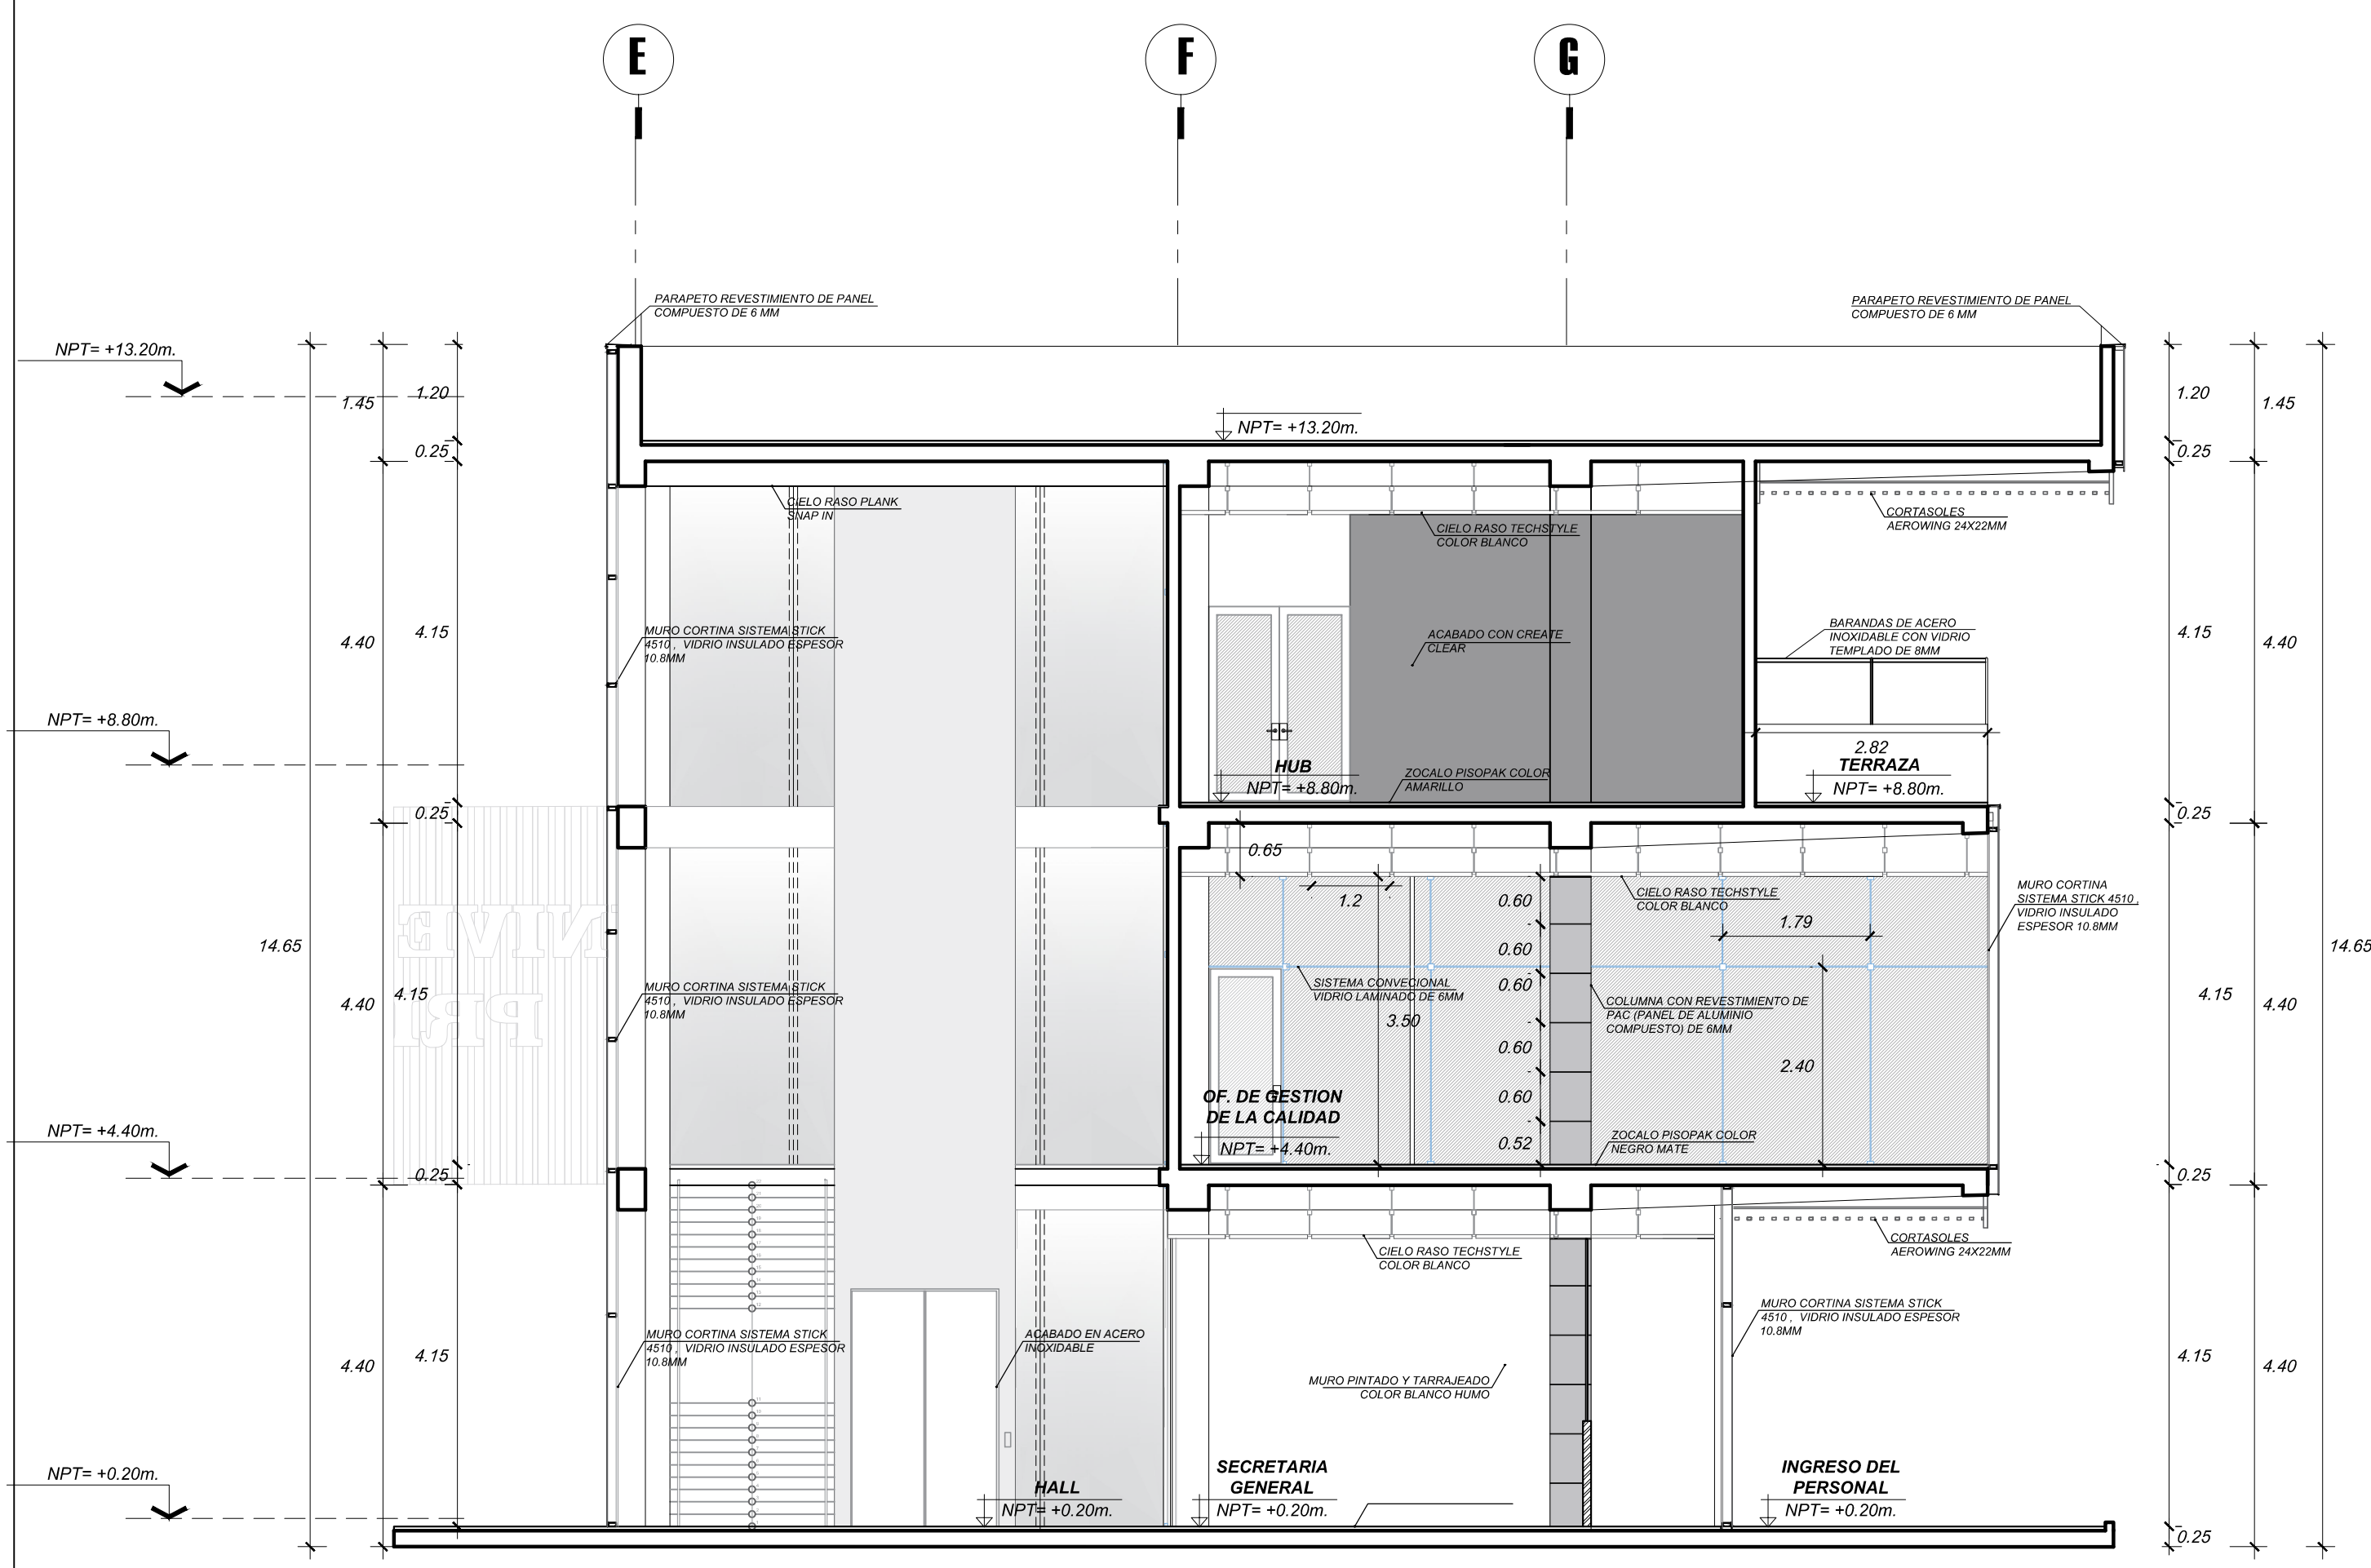 E
F
G
PARAPETO REVESTIMIENTO DE PANEL
COMPUESTO DE 6 MM
PARAPETO REVESTIMIENTO DE PANEL
COMPUESTO DE 6 MM
NPT= +13.20m.
1.45
1.20
0.25
NPT= +13.20m.
1.20
1.45
0.25
CIELO RASO PLANK
SNAP IN
CIELO RASO TECHSTYLE
COLOR BLANCO
CORTASOLES
AEROWING 24X22MM
4.40
4.15
MURO CORTINA SISTEMA STICK
4510 , VIDRIO INSULADO ESPESOR
10.8MM
ACABADO CON CREATE
CLEAR
BARANDAS DE ACERO
INOXIDABLE CON VIDRIO
TEMPLADO DE 8MM
4.15
4.40
NPT= +8.80m.
HUB
NPT= +8.80m.
ZOCALO PISOPAK COLOR
AMARILLO
2.82
TERRAZA
NPT= +8.80m.
0.25
0.25
0.65
1.2
0.60
0.60
0.60
0.60
0.60
0.52
CIELO RASO TECHSTYLE
COLOR BLANCO
1.79
MURO CORTINA
SISTEMA STICK 4510 ,
VIDRIO INSULADO
ESPESOR 10.8MM
14.65
14.65
NIVE
PRI
4.40
4.15
MURO CORTINA SISTEMA STICK
4510 , VIDRIO INSULADO ESPESOR
10.8MM
SISTEMA CONVECIONAL
VIDRIO LAMINADO DE 6MM
3.50
COLUMNA CON REVESTIMIENTO DE
PAC (PANEL DE ALUMINIO
COMPUESTO) DE 6MM
2.40
4.15
4.40
OF. DE GESTION
DE LA CALIDAD
NPT= +4.40m.
ZOCALO PISOPAK COLOR
NEGRO MATE
NPT= +4.40m.
0.25
0.25
CIELO RASO TECHSTYLE
COLOR BLANCO
CORTASOLES
AEROWING 24X22MM
4.40
4.15
MURO CORTINA SISTEMA STICK
4510 , VIDRIO INSULADO ESPESOR
10.8MM
ACABADO EN ACERO
INOXIDABLE
MURO PINTADO Y TARRAJEADO
COLOR BLANCO HUMO
MURO CORTINA SISTEMA STICK
4510 , VIDRIO INSULADO ESPESOR
10.8MM
4.15
4.40
NPT= +0.20m.
HALL
NPT= +0.20m.
SECRETARIA
GENERAL
NPT= +0.20m.
INGRESO DEL
PERSONAL
NPT= +0.20m.
0.25